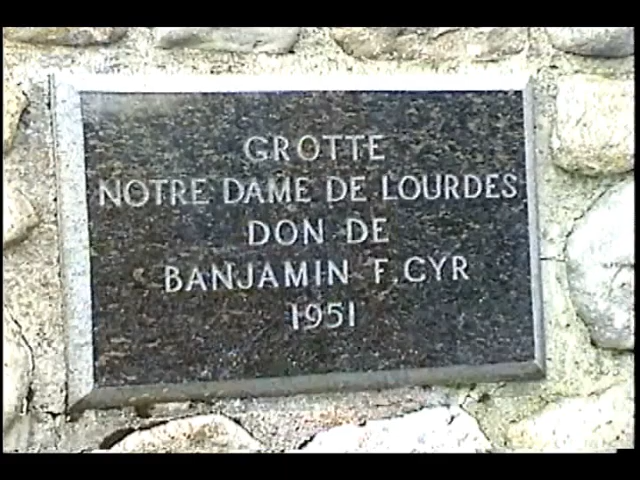 GROTTE
NOTRE DAME DE LOURDES
DON DE
BANJAMIN F. CYR
1951